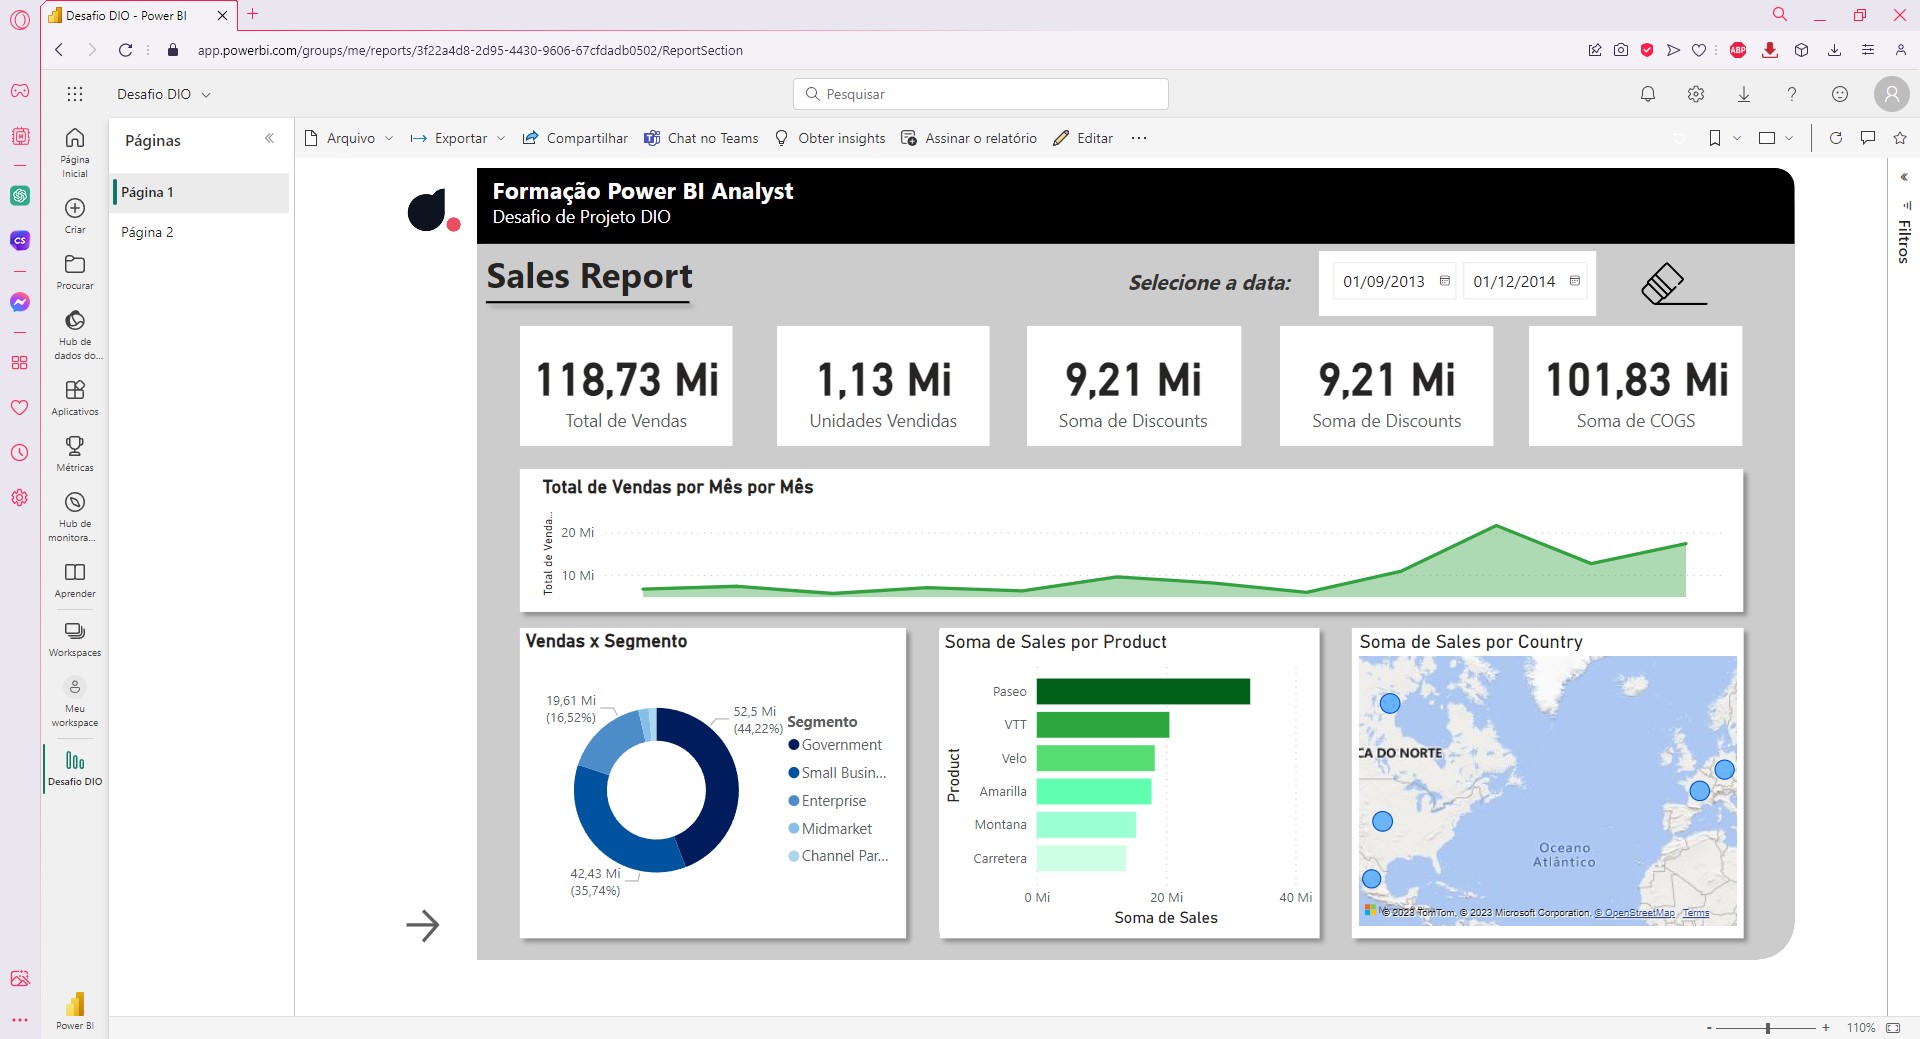 Desafio DIO - Power BI
app.powerbi.com/groups/me/reports/3f22a4d8-2d95-4430-9606-67cfdadb0502/ReportSection
ABP
Desafio DIO
Pesquisar
Páginas
Arquivo
Exportar
Compartilhar
Chat no Teams
Obter insights
Assinar o relatório
Editar
Página 1
Página 2
Página
Inicial
Criar
Procurar
Hub de
dados do...
Aplicativos
Métricas
Hub de
monitora...
Aprender
Workspaces
Meu
workspace
Desafio DIO
Power BI
CS
Filtros
Formação Power BI Analyst
Desafio de Projeto DIO
Sales Report
Selecione a data:
01/09/2013
01/12/2014
118,73 Mi
Total de Vendas
1,13 Mi
Unidades Vendidas
9,21 Mi
Soma de Discounts
9,21 Mi
Soma de Discounts
101,83 Mi
Soma de COGS
Total de Vendas por Mês por Mês
Total de Venda...
20 Mi
10 Mi
Vendas x Segmento
19,61 Mi
(16,52%)
52,5 Mi
(44,22%)
42,43 Mi
(35,74%)
Segmento
Government
Small Busin...
Enterprise
Midmarket
Channel Par...
Soma de Sales por Product
Product
Paseo
VTT
Velo
Amarilla
Montana
Carretera
0 Mi
20 Mi
40 Mi
Soma de Sales
Soma de Sales por Country
CA DO NORTE
Oceano
Atlântico
© 2023 TomTom, © 2023 Microsoft Corporation, © OpenStreetMap Terms
110%